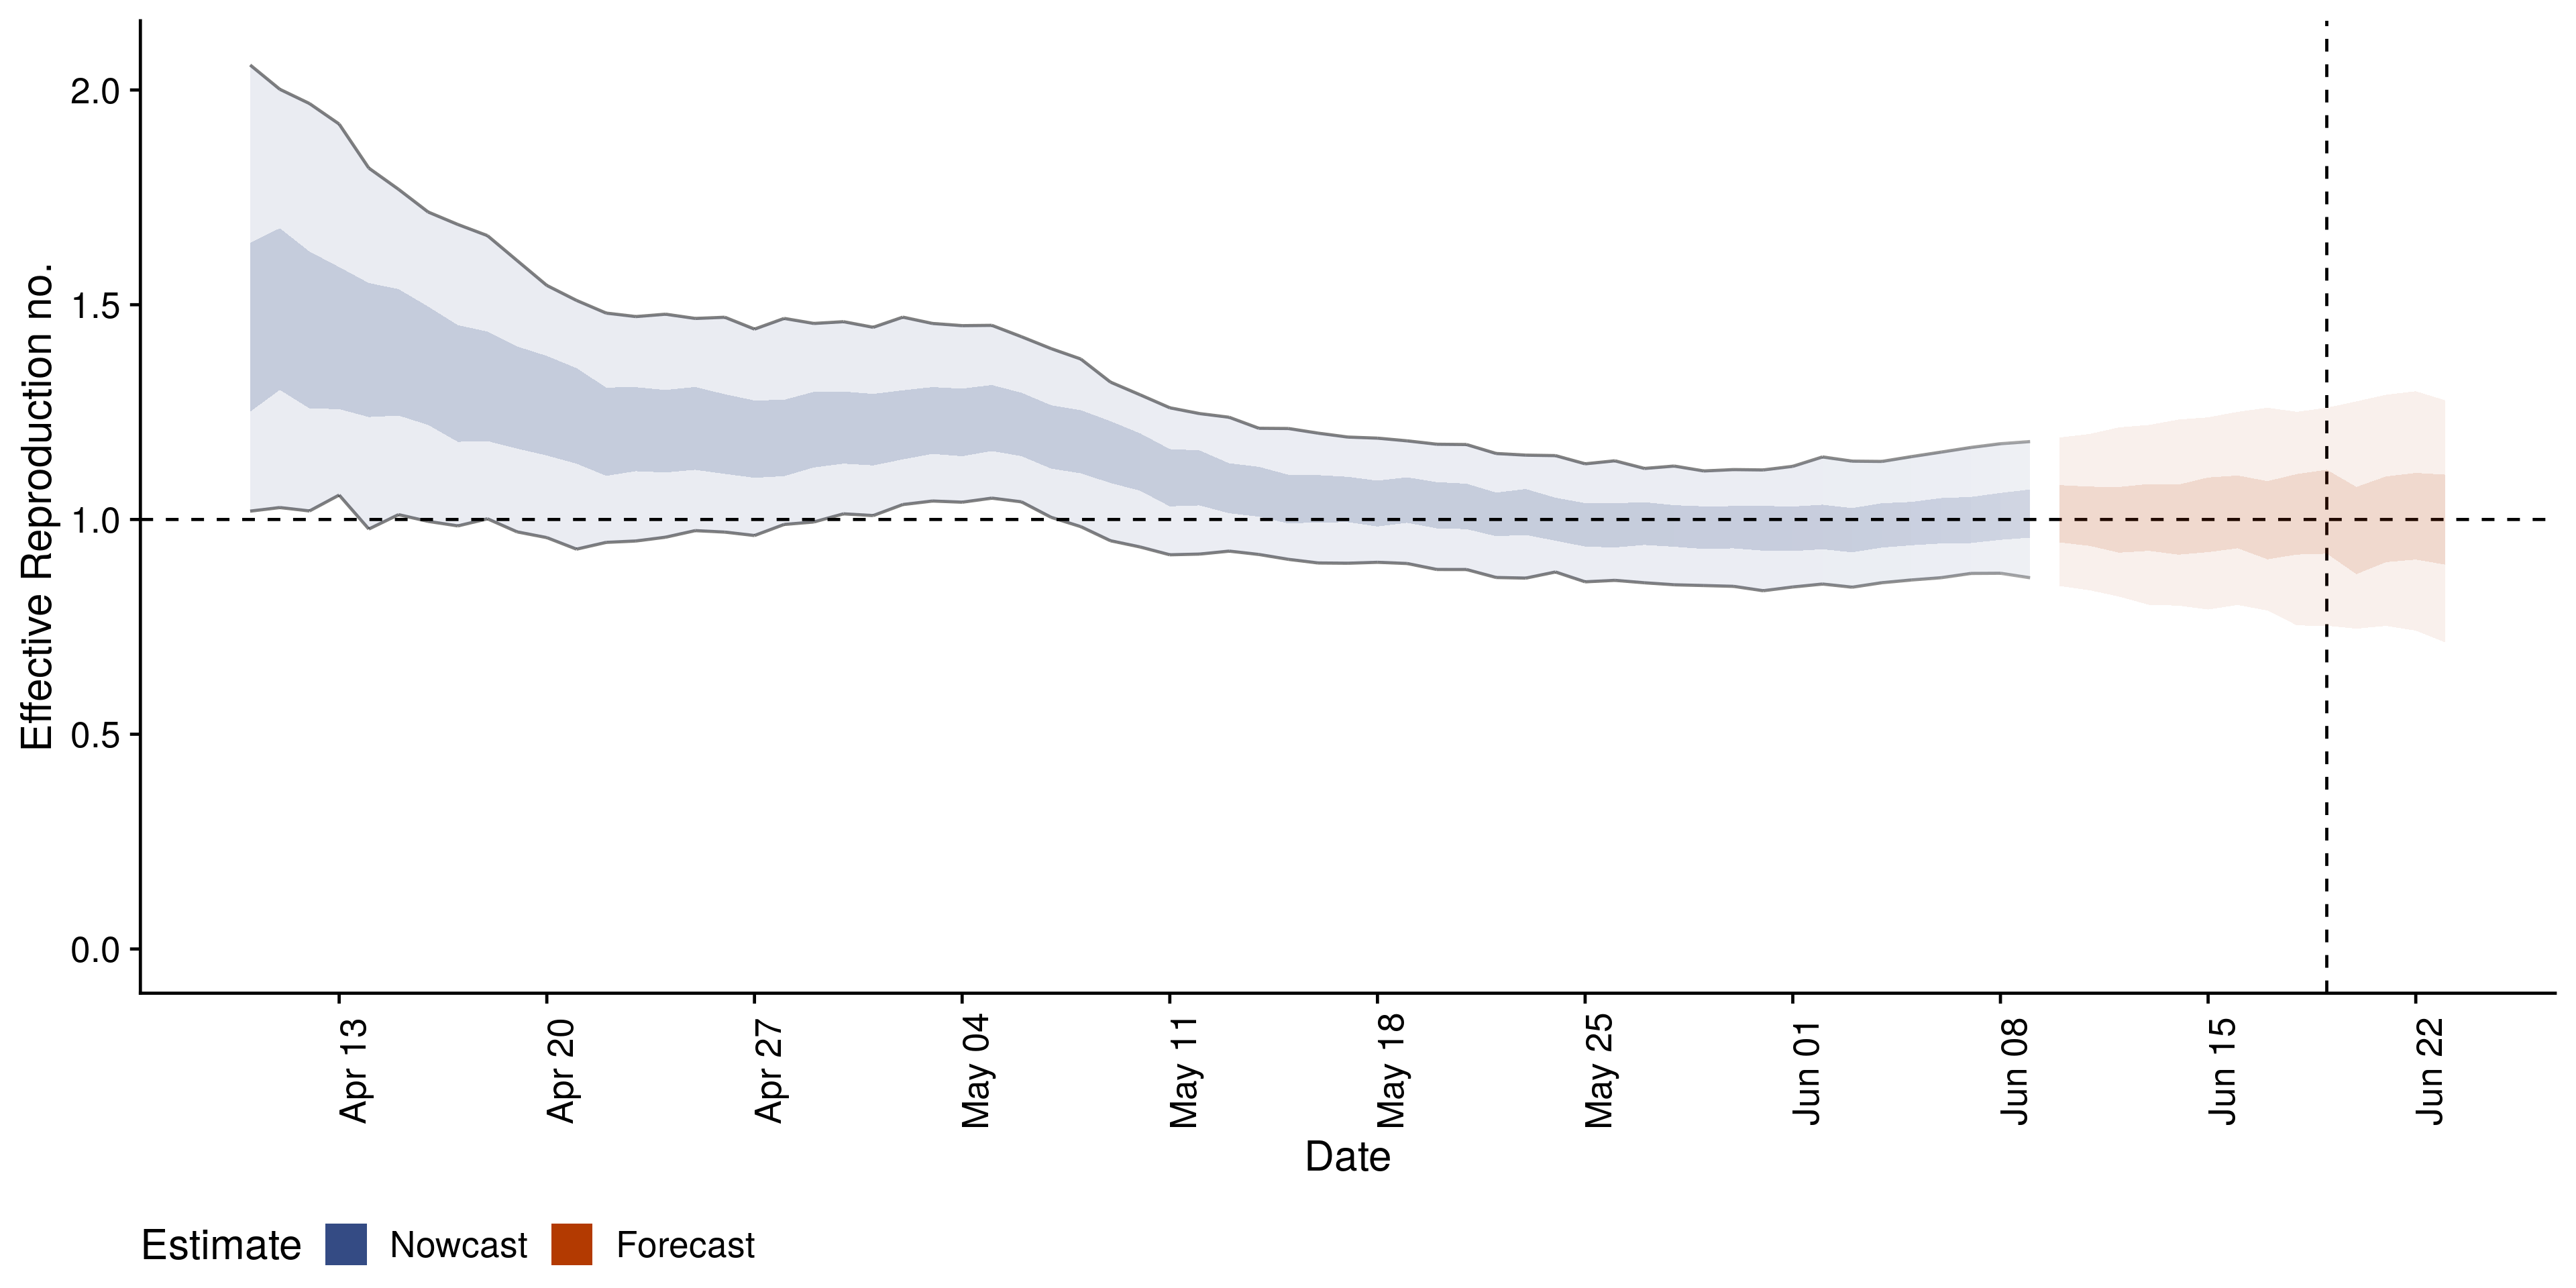 Effective Reproduction no.
2.0
1.5
1.0
0.5
0.0
Apr 13
Apr 20
Apr 27
May 04
May 11
May 18
May 25
Jun 01
Jun 08
Jun 15
Jun 22
Date
Estimate Nowcast Forecast